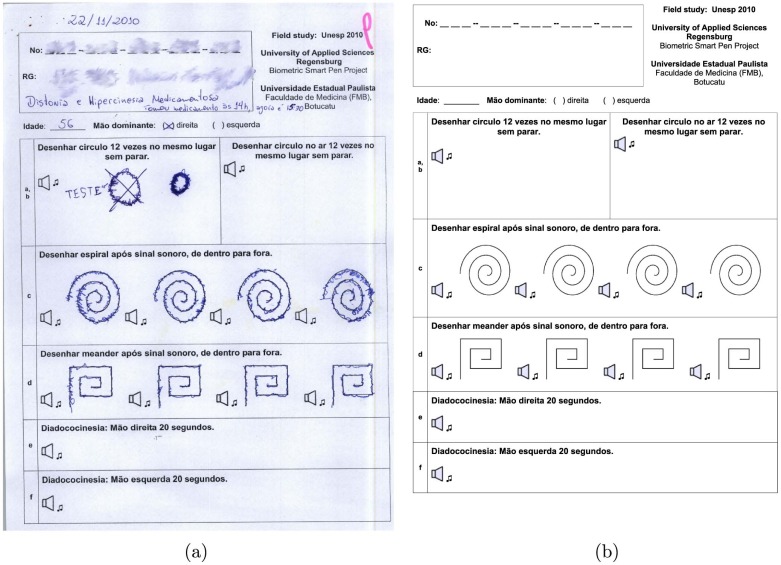 22/11/2010
Field study: Unesp 2010
No:
University of Applied Sciences
Regensburg
Biometric Smart Pen Project
RG:
Universidade Estadual Paulista
Faculdade de Medicina (FMB),
Botucatu
Distonia e Hipercinesia Medicamentosa
tomou medicamento às 14h, agora é 15:30
Idade: 56 Mão dominante: (X) direita ( ) esquerda
Desenhar circulo 12 vezes no mesmo lugar
sem parar.
Desenhar circulo no ar 12 vezes no
mesmo lugar sem parar.
a,
b
TESTE
Desenhar espiral após sinal sonoro, de dentro para fora.
c
Desenhar meander após sinal sonoro, de dentro para fora.
d
Diadococinesia: Mão direita 20 segundos.
e
Diadococinesia: Mão esquerda 20 segundos.
f
(a)
Field study: Unesp 2010
No: _ _ _ -- _ _ _ -- _ _ _ -- _ _ _ -- _ _ _
University of Applied Sciences
Regensburg
Biometric Smart Pen Project
RG:
Universidade Estadual Paulista
Faculdade de Medicina (FMB),
Botucatu
Idade: ________ Mão dominante: ( ) direita ( ) esquerda
Desenhar circulo 12 vezes no mesmo lugar
sem parar.
Desenhar circulo no ar 12 vezes no
mesmo lugar sem parar.
a,
b
Desenhar espiral após sinal sonoro, de dentro para fora.
c
Desenhar meander após sinal sonoro, de dentro para fora.
d
Diadococinesia: Mão direita 20 segundos.
e
Diadococinesia: Mão esquerda 20 segundos.
f
(b)